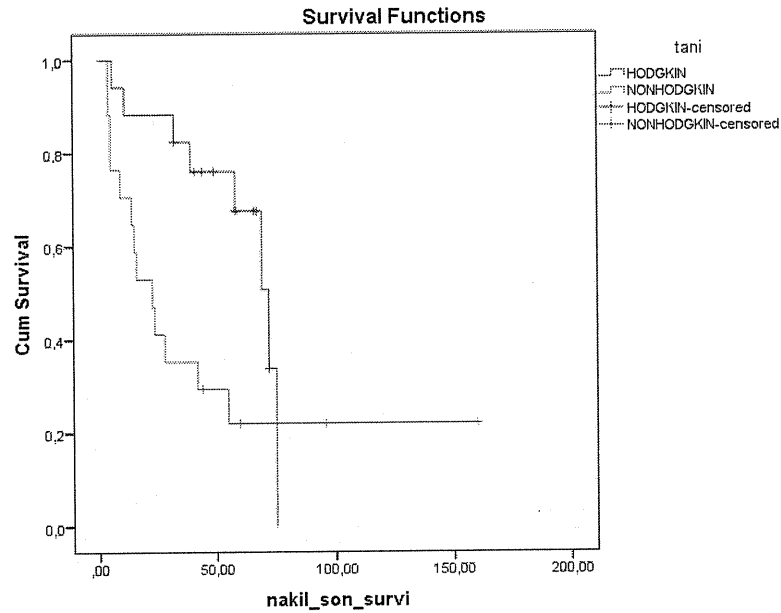 Survival Functions
tani
HODGKIN
NONHODGKIN
HODGKIN-censored
NONHODGKIN-censored
1,0
0,8
0,6
0,4
0,2
0,0
Cum Survival
,00
50,00
100,00
150,00
200,00
nakil_son_survi